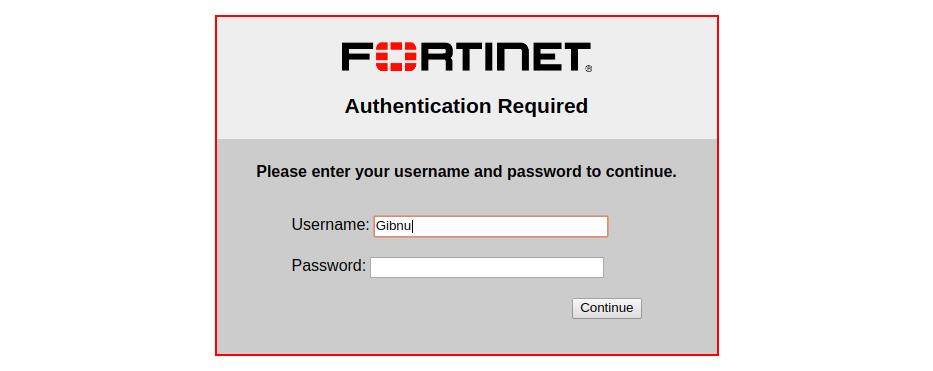 FORTINET®
Authentication Required
Please enter your username and password to continue.
Username: Gibnu
Password:
Continue